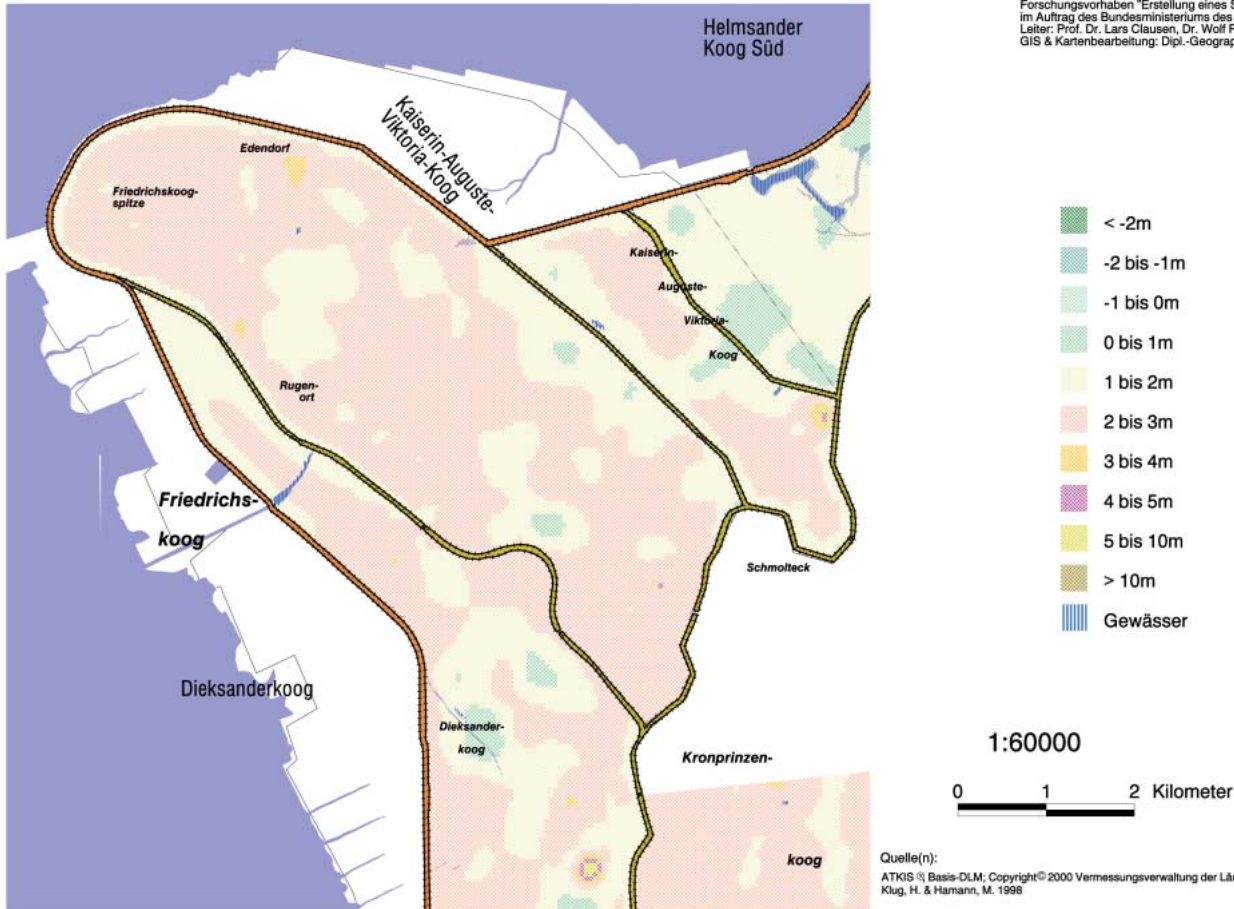 Forschungsvorhaben "Erstellung eines S
im Auftrag des Bundesministeriums des
Leiter: Prof. Dr. Lars Clausen, Dr. Wolf
GIS & Kartenbearbeitung: Dipl.-Geograp
Helmsander
Koog Süd
Kaiserin-Auguste-
Viktoria-Koog
Edendorf
Friedrichskoog-
spitze
Kaiserin-
Auguste-
Viktoria-
Koog
Rugen-
ort
Friedrichs-
koog
Schmolteck
Dieksanderkoog
Dieksander-
koog
Kronprinzen-
koog
< -2m
-2 bis -1m
-1 bis 0m
0 bis 1m
1 bis 2m
2 bis 3m
3 bis 4m
4 bis 5m
5 bis 10m
> 10m
Gewässer
1:60000
0 1 2 Kilometer
Quelle(n):
ATKIS ® Basis-DLM; Copyright© 2000 Vermessungsverwaltung der Län
Klug, H. & Hamann, M. 1998